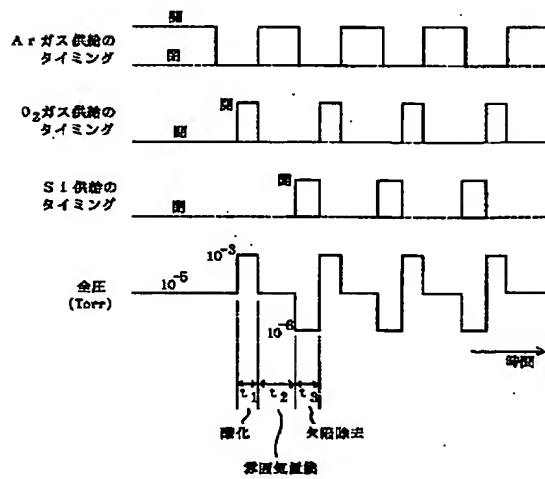 開
Arガス供給の
タイミング
閉
O2ガス供給の
タイミング
開
閉
Si供給の
タイミング
開
閉
全圧
(Torr)
10-3
10-5
10-6
時間
t1
t2
t3
酸化
欠陥除去
雰囲気置換